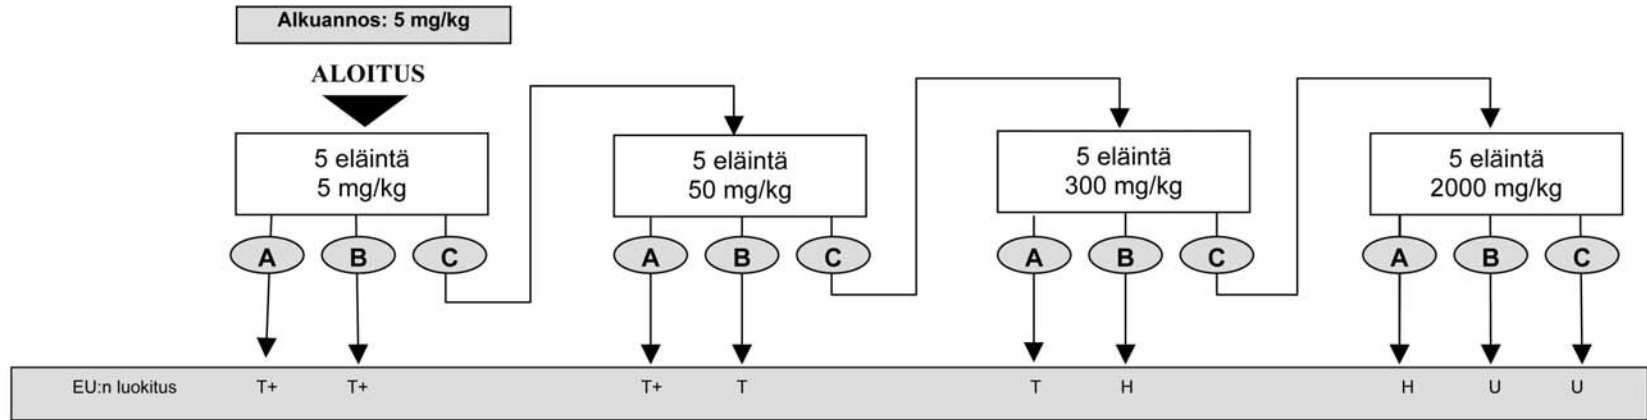 Alkuannos: 5 mg/kg
ALOITUS
5 eläintä
5 mg/kg
5 eläintä
50 mg/kg
5 eläintä
300 mg/kg
5 eläintä
2000 mg/kg
A B C A B C A B C A B C
EU:n luokitus T+ T+ T+ T T H H U U